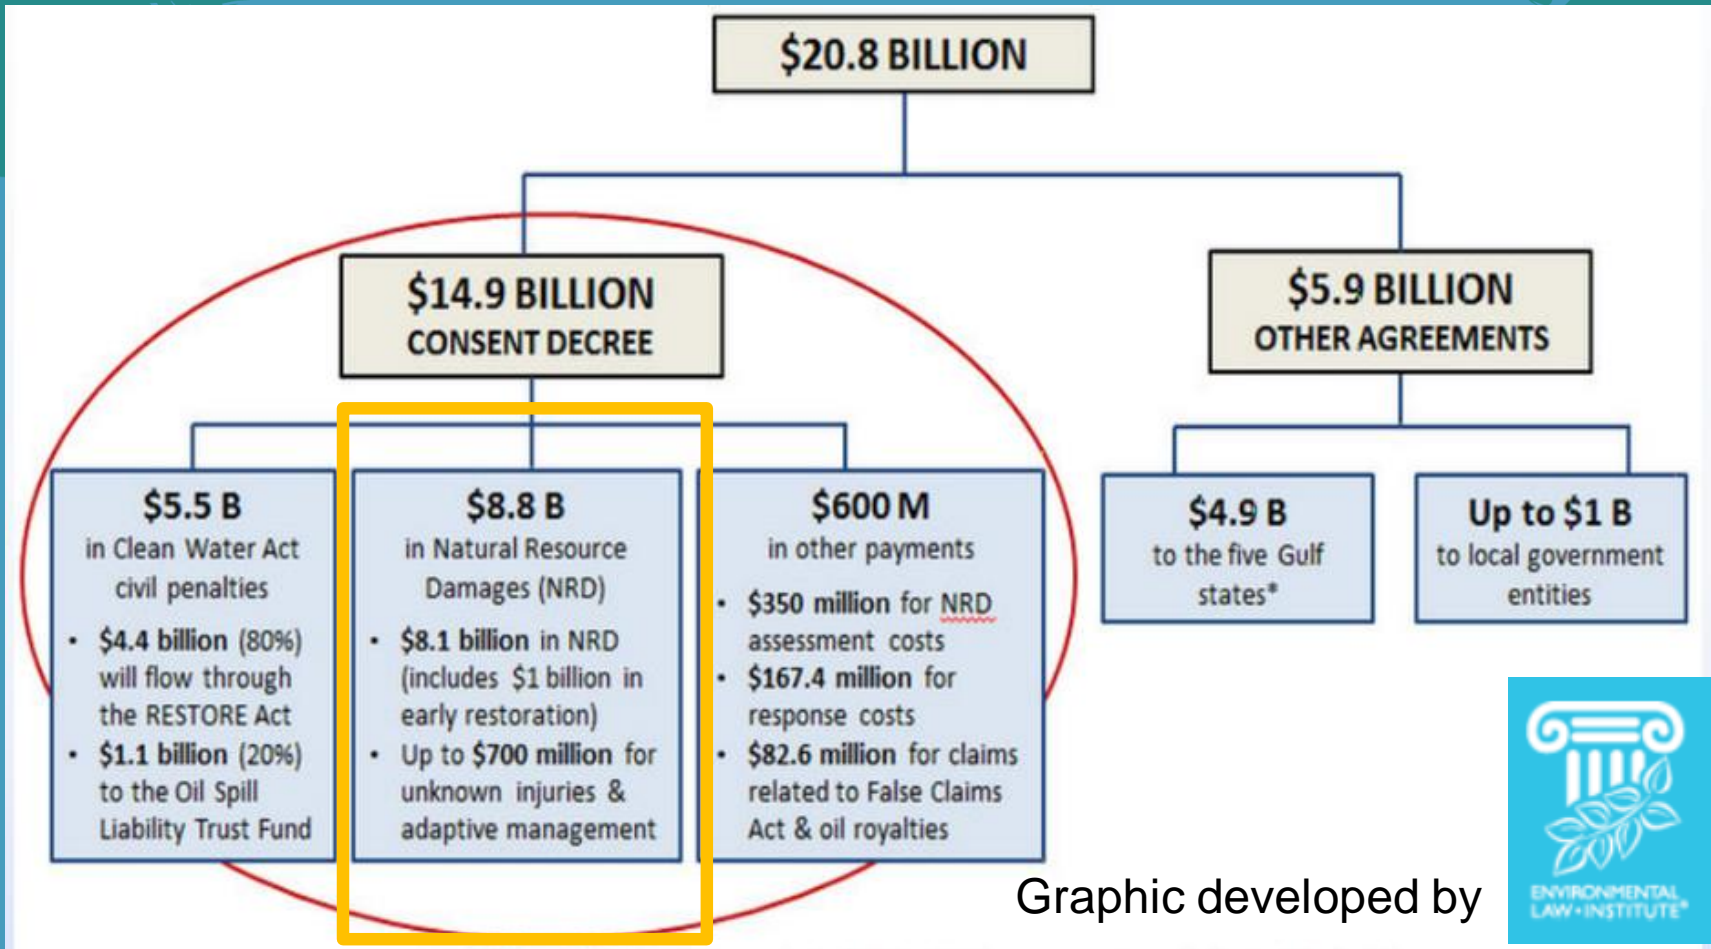 $20.8 BILLION
$14.9 BILLION
CONSENT DECREE
$5.9 BILLION
OTHER AGREEMENTS
$5.5 B
in Clean Water Act
civil penalties
• $4.4 billion (80%)
will flow through
the RESTORE Act
• $1.1 billion (20%)
to the Oil Spill
Liability Trust Fund
$8.8 B
in Natural Resource
Damages (NRD)
• $8.1 billion in NRD
(includes $1 billion in
early restoration)
• Up to $700 million for
unknown injuries &
adaptive management
$600 M
in other payments
• $350 million for NRD
assessment costs
• $167.4 million for
response costs
• $82.6 million for claims
related to False Claims
Act & oil royalties
$4.9 B
to the five Gulf
states*
Up to $1 B
to local government
entities
Graphic developed by
ENVIRONMENTAL
LAW•INSTITUTE®